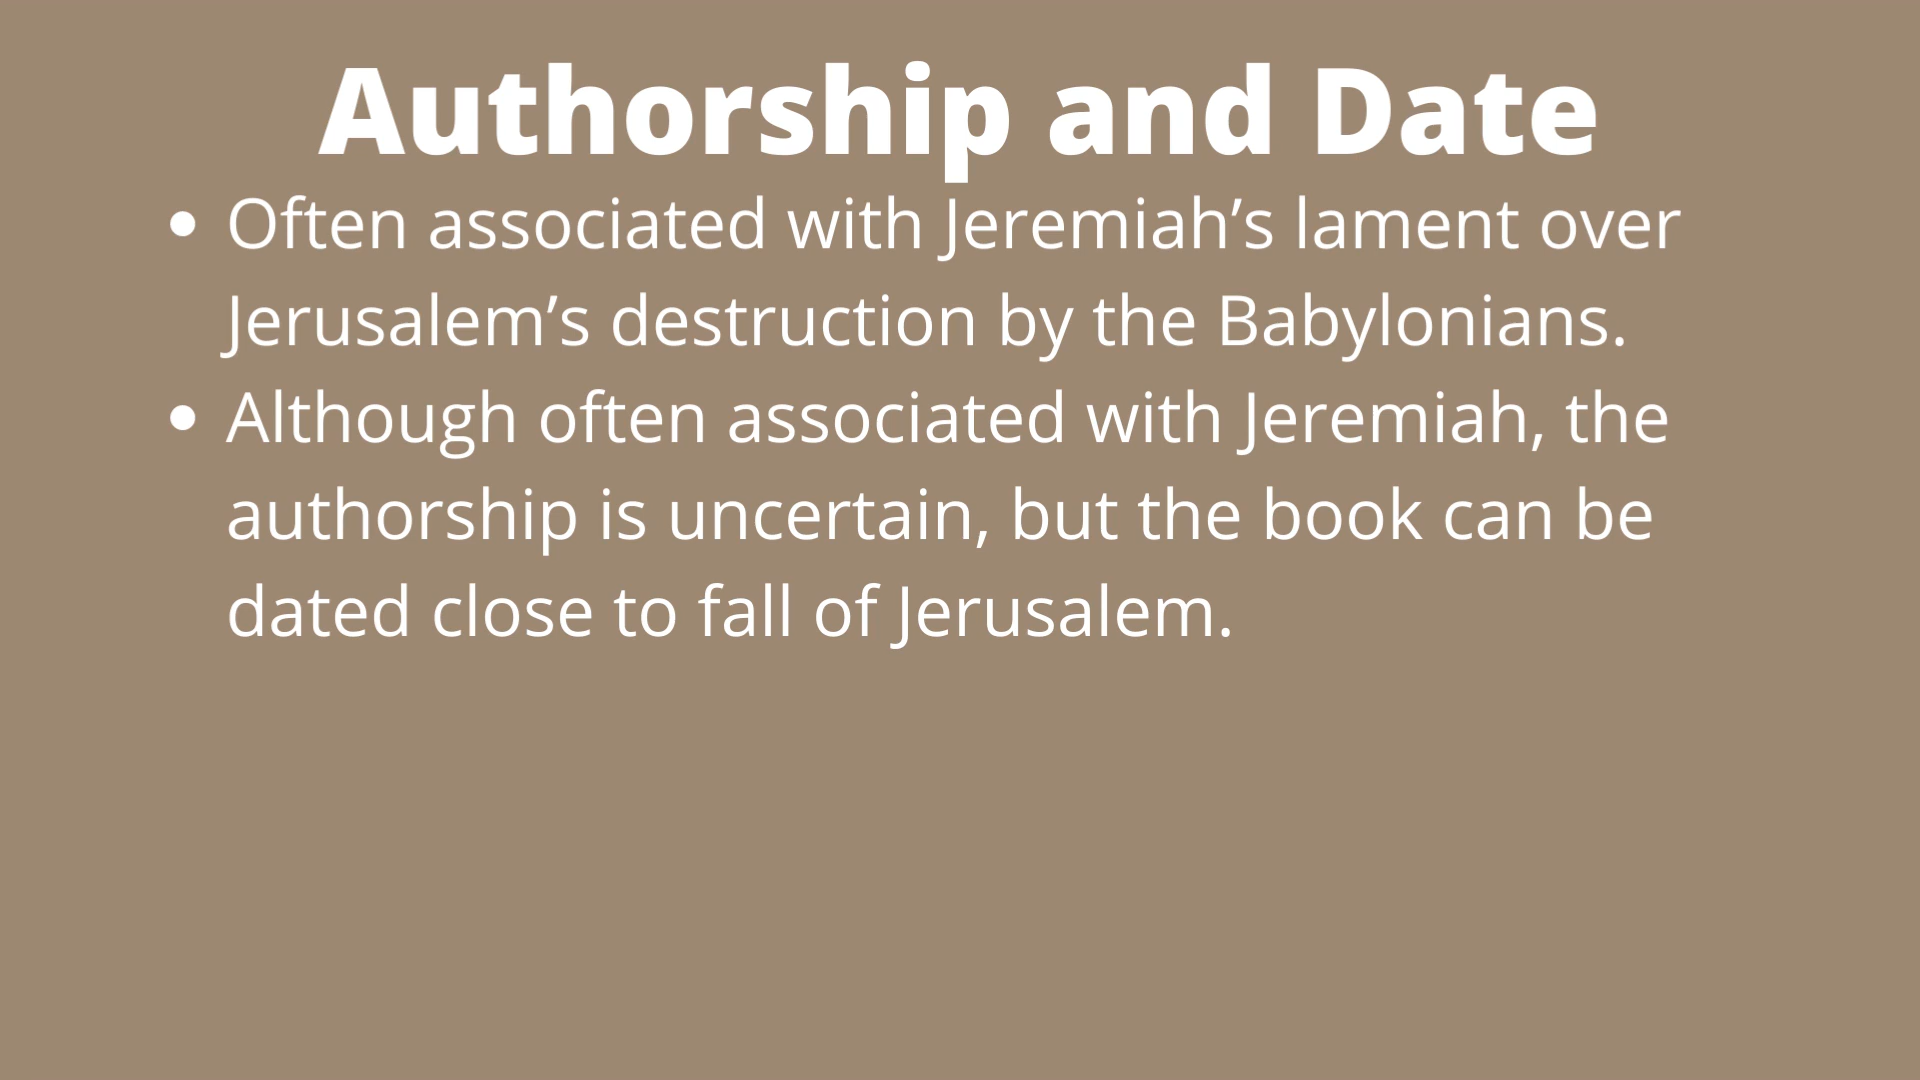 Authorship and Date
• Often associated with Jeremiah’s lament over
Jerusalem’s destruction by the Babylonians.
• Although often associated with Jeremiah, the
authorship is uncertain, but the book can be
dated close to fall of Jerusalem.